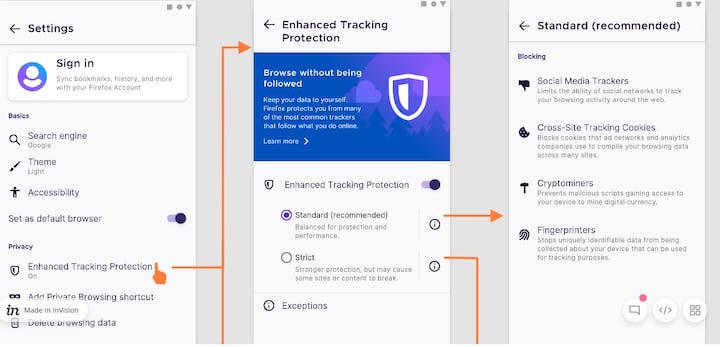 Settings
Sign in
Sync bookmarks, history, and more
with your Firefox Account
Basics
Search engine
Google
Theme
Light
Accessibility
Set as default browser
Privacy
Enhanced Tracking Protection
On
Add Private Browsing shortcut
in Made in InVision
Delete browsing data
Enhanced Tracking
Protection
Browse without being
followed
Keep your data to yourself.
Firefox protects you from many
of the most common trackers
that follow what you do online.
Learn more
Enhanced Tracking Protection
Standard (recommended)
Balanced for protection and
performance.
Strict
Stronger protection, but may cause
some sites or content to break.
Exceptions
Standard (recommended)
Blocking
Social Media Trackers
Limits the ability of social networks to track
your browsing activity around the web.
Cross-Site Tracking Cookies
Blocks cookies that ad networks and analytics
companies use to compile your browsing data
across many sites.
Cryptominers
Prevents malicious scripts gaining access to
your device to mine digital currency.
Fingerprinters
Stops uniquely identifiable data from being
collected about your device that can be used
for tracking purposes.